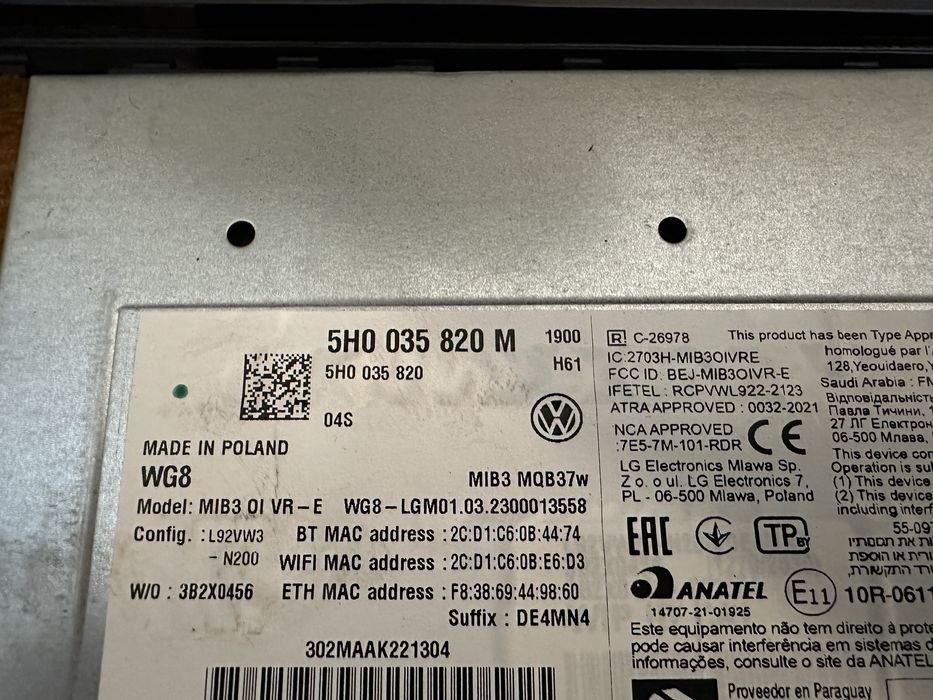 5H0 035 820 M
1900
5H0 035 820
H61
04S
MADE IN POLAND
WG8
MIB3 MQB37w
Model: MIB3 OI VR-E WG8-LGM01.03.2300013558
Config. : L92VW3
- N200
BT MAC address : 2C:D1:C6:0B:44:74
WIFI MAC address : 2C:D1:C6:0B:E6:D3
W/O : 3B2X0456 ETH MAC address : F8:38:69:44:98:60
Suffix : DE4MN4
302MAAK221304
R C-26978
IC:2703H-MIB3OIVRE
FCC ID: BEJ-MIB3OIVR-E
IFETEL : RCPVWL922-2123
ATRA APPROVED : 0032-2021
NCA APPROVED
:7E5-7M-101-RDR
CE
LG Electronics Mlawa Sp.
Z o. o ul. LG Electronics 7,
PL - 06-500 Mlawa, Poland
EAC
TP BY
ANATEL
14707-21-01925
E11 10R-0611
Este equipamento não tem direito à prote
pode causar interferência em sistemas d
informações, consulte o site da ANATEL
Proveedor en Paraguay
This product has been Type Appr
homologué par l'
128,Yeouidaero,Y
Saudi Arabia : FM
Відповідальність
Павла Тичини, 1
27 ЛГ Електрон
06-500 Млава,
This device con
Operation is su
(1) This device
(2) This device
including interf
55-097